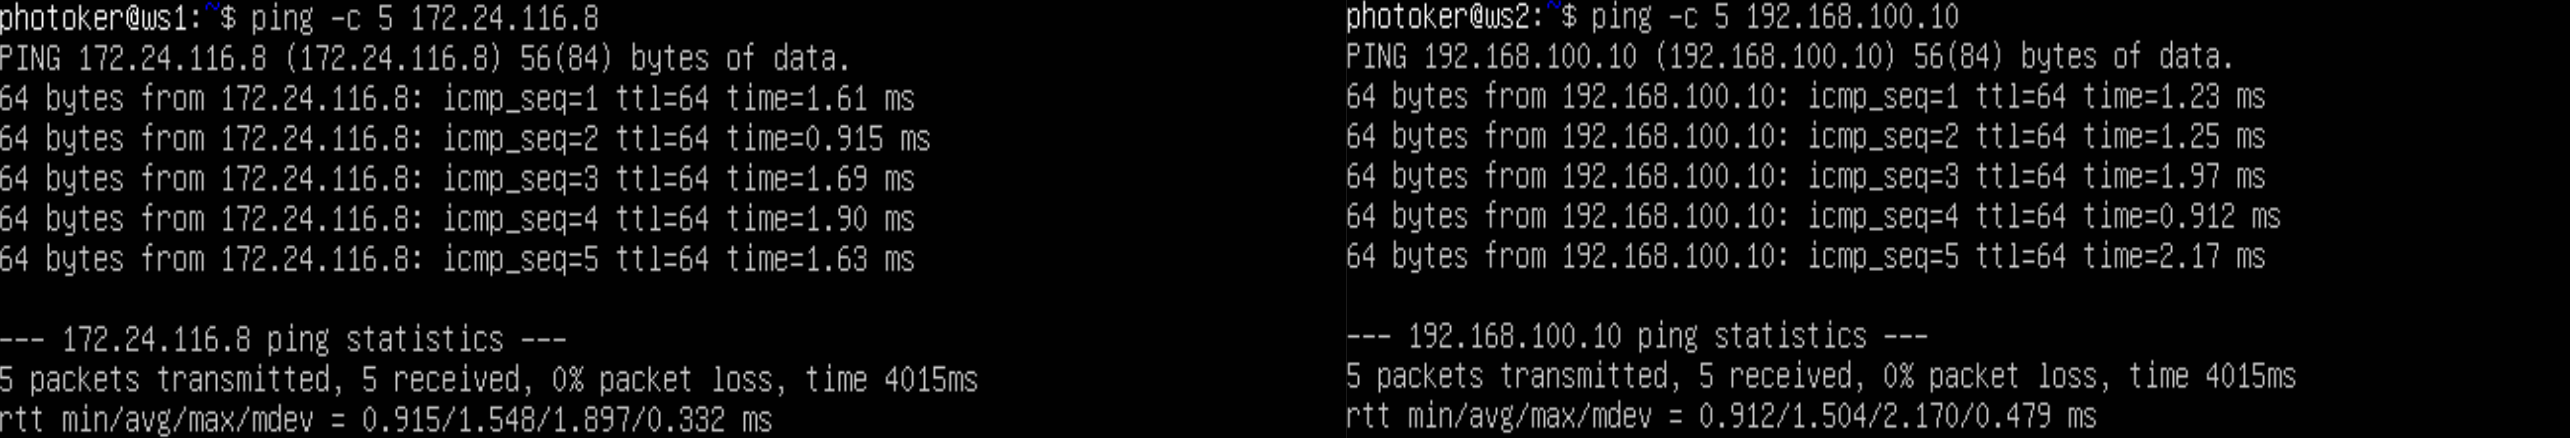 photoker@ws1:~$ ping -c 5 172.24.116.8
PING 172.24.116.8 (172.24.116.8) 56(84) bytes of data.
64 bytes from 172.24.116.8: icmp_seq=1 ttl=64 time=1.61 ms
64 bytes from 172.24.116.8: icmp_seq=2 ttl=64 time=0.915 ms
64 bytes from 172.24.116.8: icmp_seq=3 ttl=64 time=1.69 ms
64 bytes from 172.24.116.8: icmp_seq=4 ttl=64 time=1.90 ms
64 bytes from 172.24.116.8: icmp_seq=5 ttl=64 time=1.63 ms
--- 172.24.116.8 ping statistics ---
5 packets transmitted, 5 received, 0% packet loss, time 4015ms
rtt min/avg/max/mdev = 0.915/1.548/1.897/0.332 ms
photoker@ws2:~$ ping -c 5 192.168.100.10
PING 192.168.100.10 (192.168.100.10) 56(84) bytes of data.
64 bytes from 192.168.100.10: icmp_seq=1 ttl=64 time=1.23 ms
64 bytes from 192.168.100.10: icmp_seq=2 ttl=64 time=1.25 ms
64 bytes from 192.168.100.10: icmp_seq=3 ttl=64 time=1.97 ms
64 bytes from 192.168.100.10: icmp_seq=4 ttl=64 time=0.912 ms
64 bytes from 192.168.100.10: icmp_seq=5 ttl=64 time=2.17 ms
--- 192.168.100.10 ping statistics ---
5 packets transmitted, 5 received, 0% packet loss, time 4015ms
rtt min/avg/max/mdev = 0.912/1.504/2.170/0.479 ms